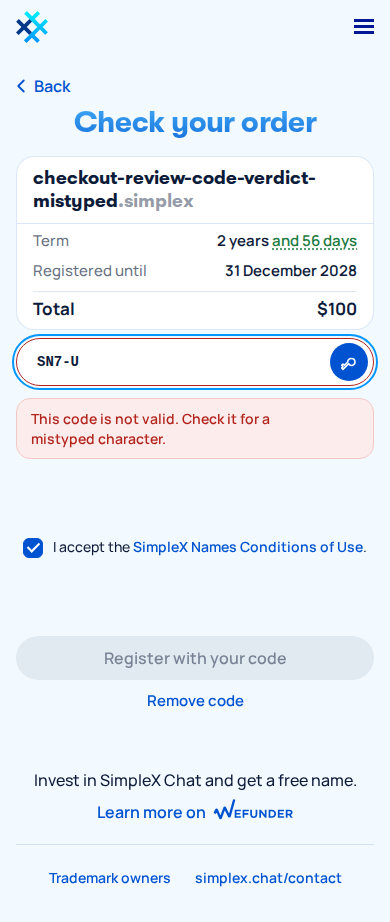 Back
Check your order
checkout-review-code-verdict-
mistyped.simplex
Term 2 years and 56 days
Registered until 31 December 2028
Total $100
SN7-U
This code is not valid. Check it for a
mistyped character.
I accept the SimpleX Names Conditions of Use.
Register with your code
Remove code
Invest in SimpleX Chat and get a free name.
Learn more on WEFUNDER
Trademark owners simplex.chat/contact